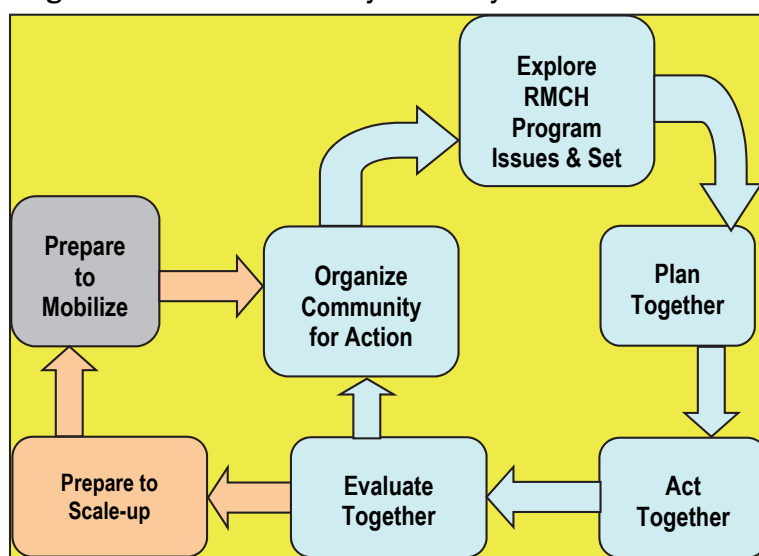 Explore
RMCH
Program
Issues & Set
Prepare
to
Mobilize
Organize
Community
for Action
Plan
Together
Prepare to
Scale-up
Evaluate
Together
Act
Together